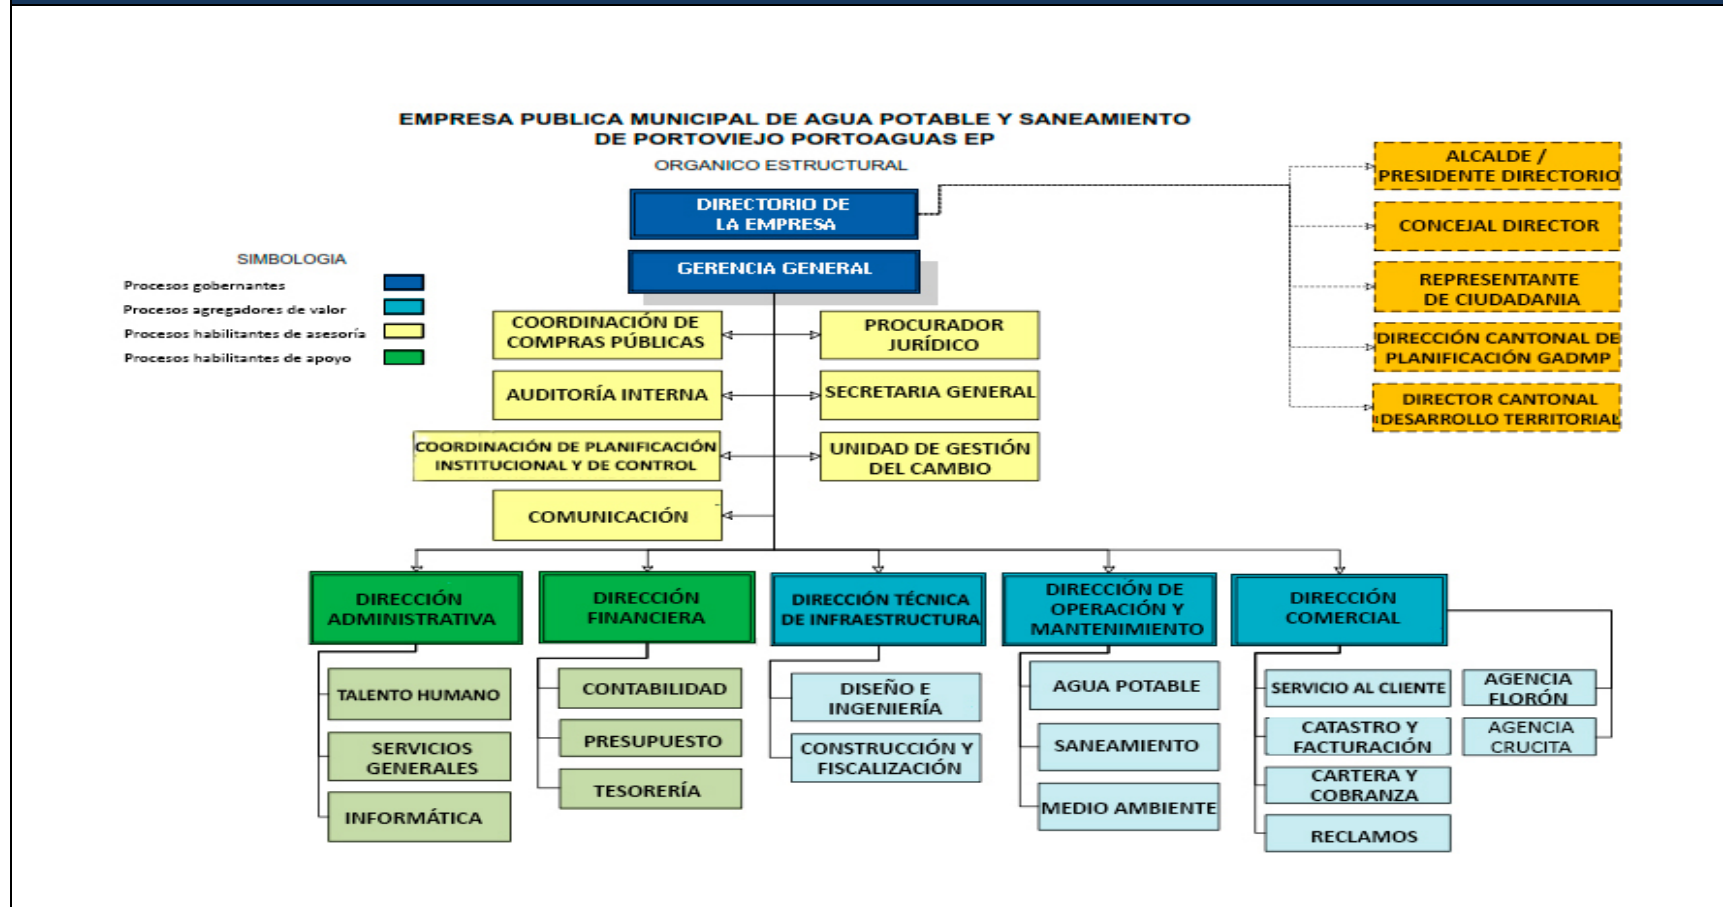 EMPRESA PUBLICA MUNICIPAL DE AGUA POTABLE Y SANEAMIENTO
DE PORTOVIEJO PORTOAGUAS EP
ORGANICO ESTRUCTURAL
DIRECTORIO DE
LA EMPRESA
GERENCIA GENERAL
ALCALDE /
PRESIDENTE DIRECTORIO
CONCEJAL DIRECTOR
REPRESENTANTE
DE CIUDADANIA
DIRECCIÓN CANTONAL DE
PLANIFICACIÓN GADMP
DIRECTOR CANTONAL
DESARROLLO TERRITORIAL
SIMBOLOGIA
Procesos gobernantes
Procesos agregadores de valor
Procesos habilitantes de asesoría
Procesos habilitantes de apoyo
COORDINACIÓN DE
COMPRAS PÚBLICAS
PROCURADOR
JURÍDICO
AUDITORÍA INTERNA
SECRETARIA GENERAL
COORDINACIÓN DE PLANIFICACIÓN
INSTITUCIONAL Y DE CONTROL
UNIDAD DE GESTIÓN
DEL CAMBIO
COMUNICACIÓN
DIRECCIÓN
ADMINISTRATIVA
TALENTO HUMANO
SERVICIOS
GENERALES
INFORMÁTICA
DIRECCIÓN
FINANCIERA
CONTABILIDAD
PRESUPUESTO
TESORERÍA
DIRECCIÓN TÉCNICA
DE INFRAESTRUCTURA
DISEÑO E
INGENIERÍA
CONSTRUCCIÓN Y
FISCALIZACIÓN
DIRECCIÓN DE
OPERACIÓN Y
MANTENIMIENTO
AGUA POTABLE
SANEAMIENTO
MEDIO AMBIENTE
DIRECCIÓN
COMERCIAL
SERVICIO AL CLIENTE
CATASTRO Y
FACTURACIÓN
CARTERA Y
COBRANZA
RECLAMOS
AGENCIA
FLORÓN
AGENCIA
CRUCITA